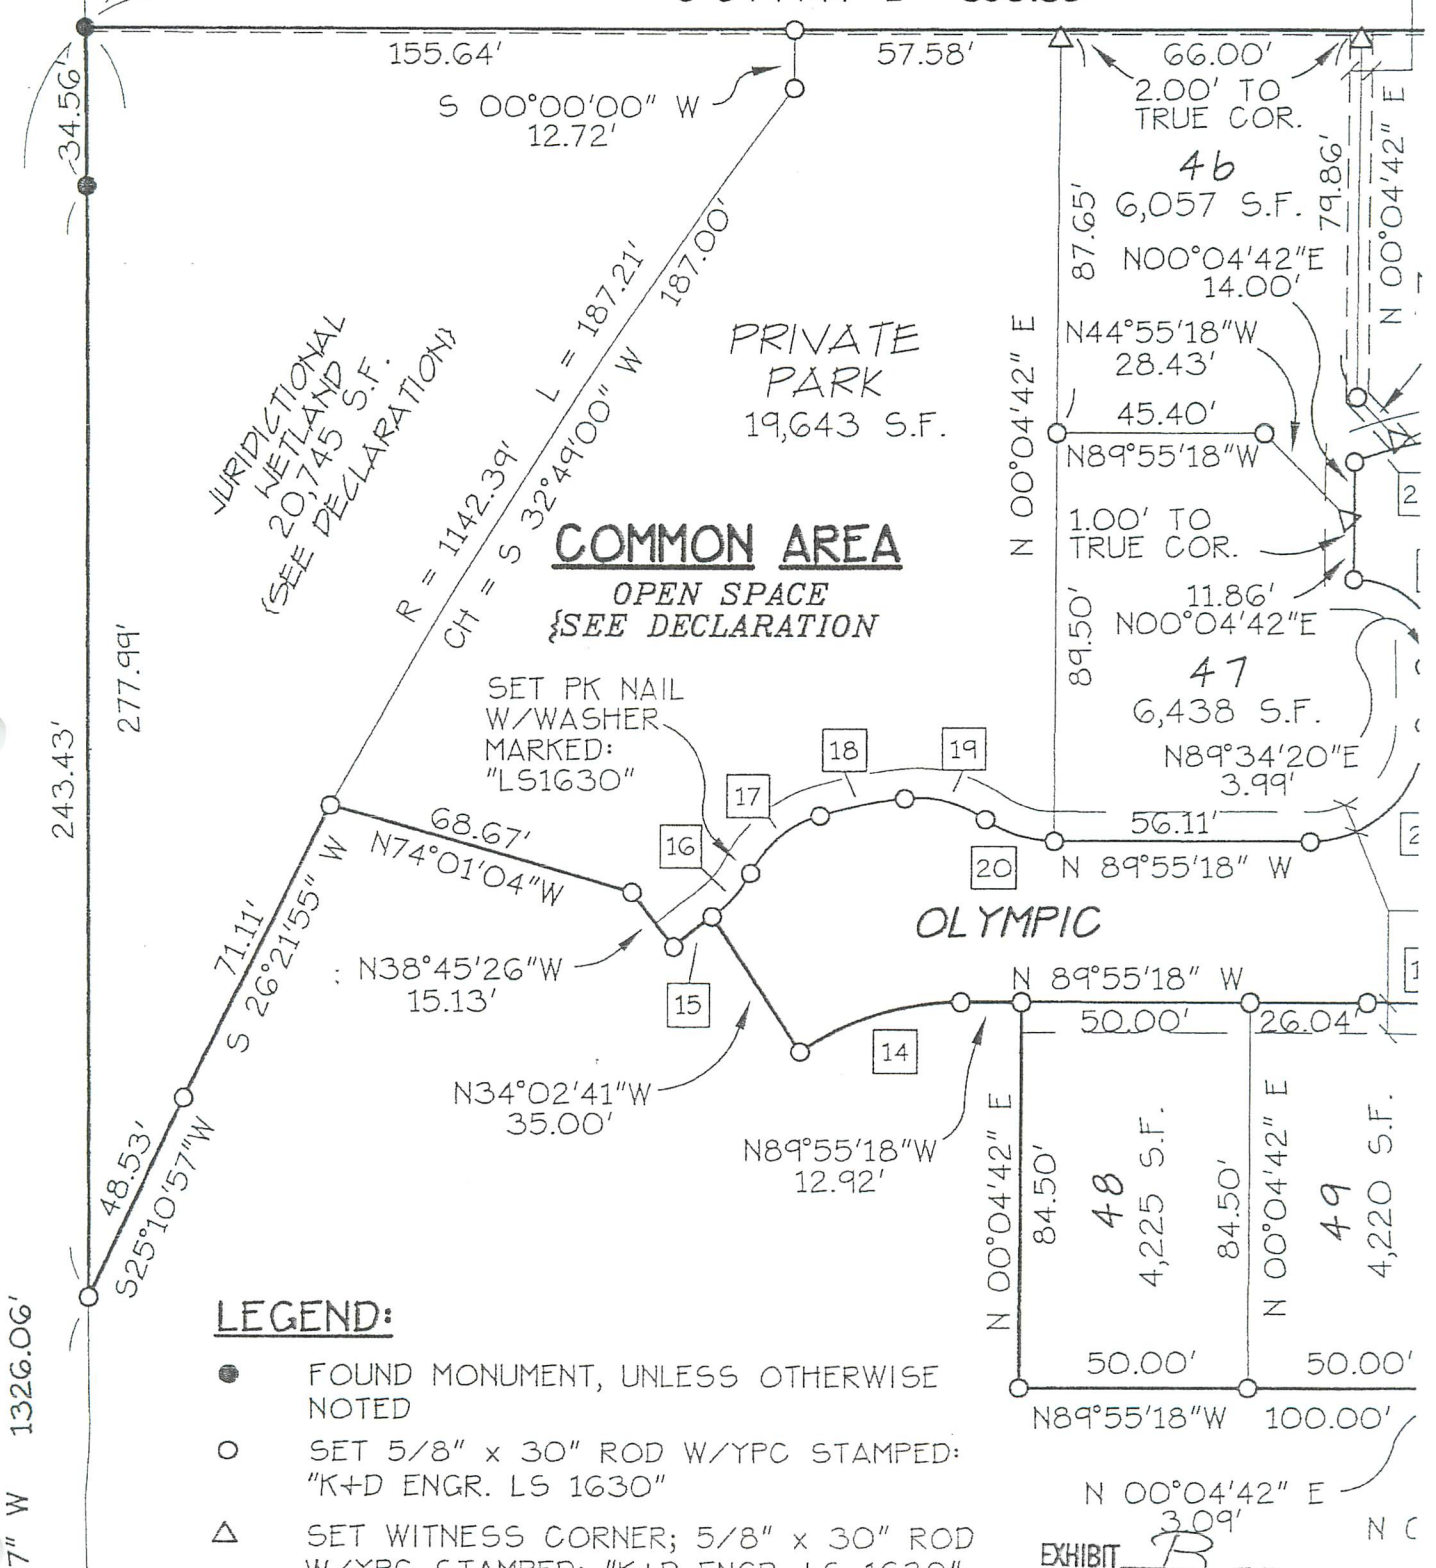 155.64'
57.58'
66.00'
34.56'
S 00°00'00" W
12.72'
2.00' TO
TRUE COR.
46
6,057 S.F.
79.86'
N 00°04'42" E
87.65'
N00°04'42"E
14.00'
L = 187.21'
187.00'
R = 1142.39'
CH = S 32°49'00" W
JURIDICTIONAL
WETLAND
20,745 S.F.
(SEE DECLARATION)
PRIVATE
PARK
19,643 S.F.
N 00°04'42" E
N44°55'18"W
28.43'
45.40'
N89°55'18"W
COMMON AREA
OPEN SPACE
{SEE DECLARATION
1.00' TO
TRUE COR.
11.86'
N00°04'42"E
89.50'
47
6,438 S.F.
277.99'
243.43'
SET PK NAIL
W/WASHER
MARKED:
"LS1630"
N89°34'20"E
3.99'
18
19
17
16
56.11'
20
N 89°55'18" W
68.67'
N74°01'04"W
OLYMPIC
71.11'
S 26°21'55" W
N38°45'26"W
15.13'
15
N 89°55'18" W
50.00'
26.04'
14
N34°02'41"W
35.00'
N89°55'18"W
12.92'
48.53'
S25°10'57"W
N 00°04'42" E
84.50'
48
4,225 S.F.
84.50'
N 00°04'42" E
49
4,220 S.F.
50.00'
50.00'
N89°55'18"W
100.00'
N 00°04'42" E
3.09'
1326.06'
7" W
LEGEND:
FOUND MONUMENT, UNLESS OTHERWISE
NOTED
SET 5/8" x 30" ROD W/YPC STAMPED:
"K+D ENGR. LS 1630"
SET WITNESS CORNER; 5/8" x 30" ROD
W/YPC STAMPED: "K+D ENGR. LS 1630"
EXHIBIT B